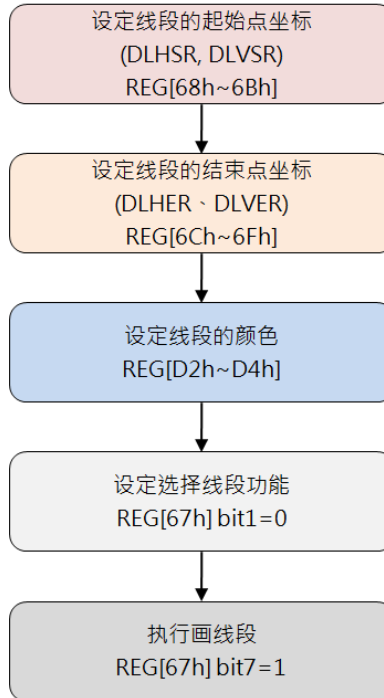 设定线段的起始点坐标
(DLHSR, DLVSR)
REG[68h~6Bh]
设定线段的结束点坐标
(DLHER、DLVER)
REG[6Ch~6Fh]
设定线段的颜色
REG[D2h~D4h]
设定选择线段功能
REG[67h] bit1=0
执行画线段
REG[67h] bit7=1